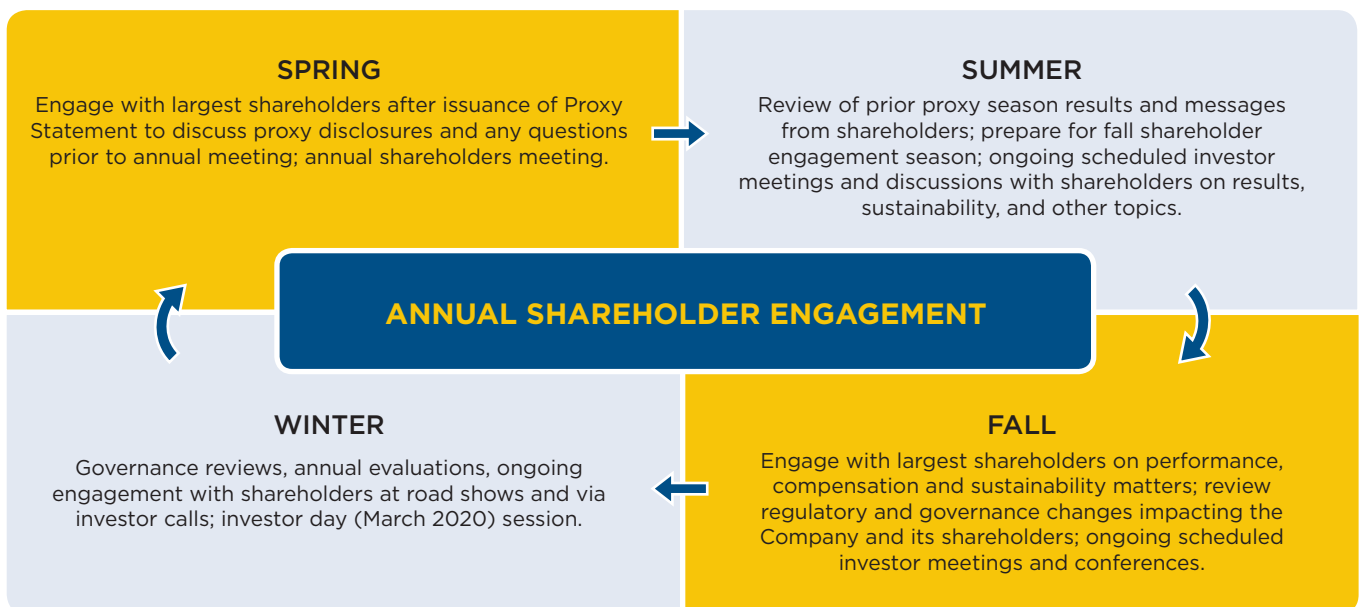 SPRING
Engage with largest shareholders after issuance of Proxy
Statement to discuss proxy disclosures and any questions
prior to annual meeting; annual shareholders meeting.
SUMMER
Review of prior proxy season results and messages
from shareholders; prepare for fall shareholder
engagement season; ongoing scheduled investor
meetings and discussions with shareholders on results,
sustainability, and other topics.
ANNUAL SHAREHOLDER ENGAGEMENT
WINTER
Governance reviews, annual evaluations, ongoing
engagement with shareholders at road shows and via
investor calls; investor day (March 2020) session.
FALL
Engage with largest shareholders on performance,
compensation and sustainability matters; review
regulatory and governance changes impacting the
Company and its shareholders; ongoing scheduled
investor meetings and conferences.